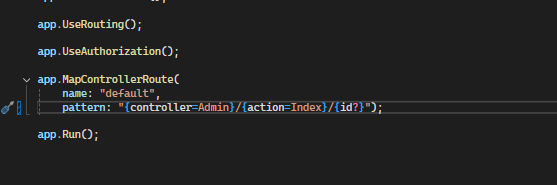 app.UseRouting();
app.UseAuthorization();
app.MapControllerRoute(
name: "default",
pattern: "{controller=Admin}/{action=Index}/{id?}");
app.Run();